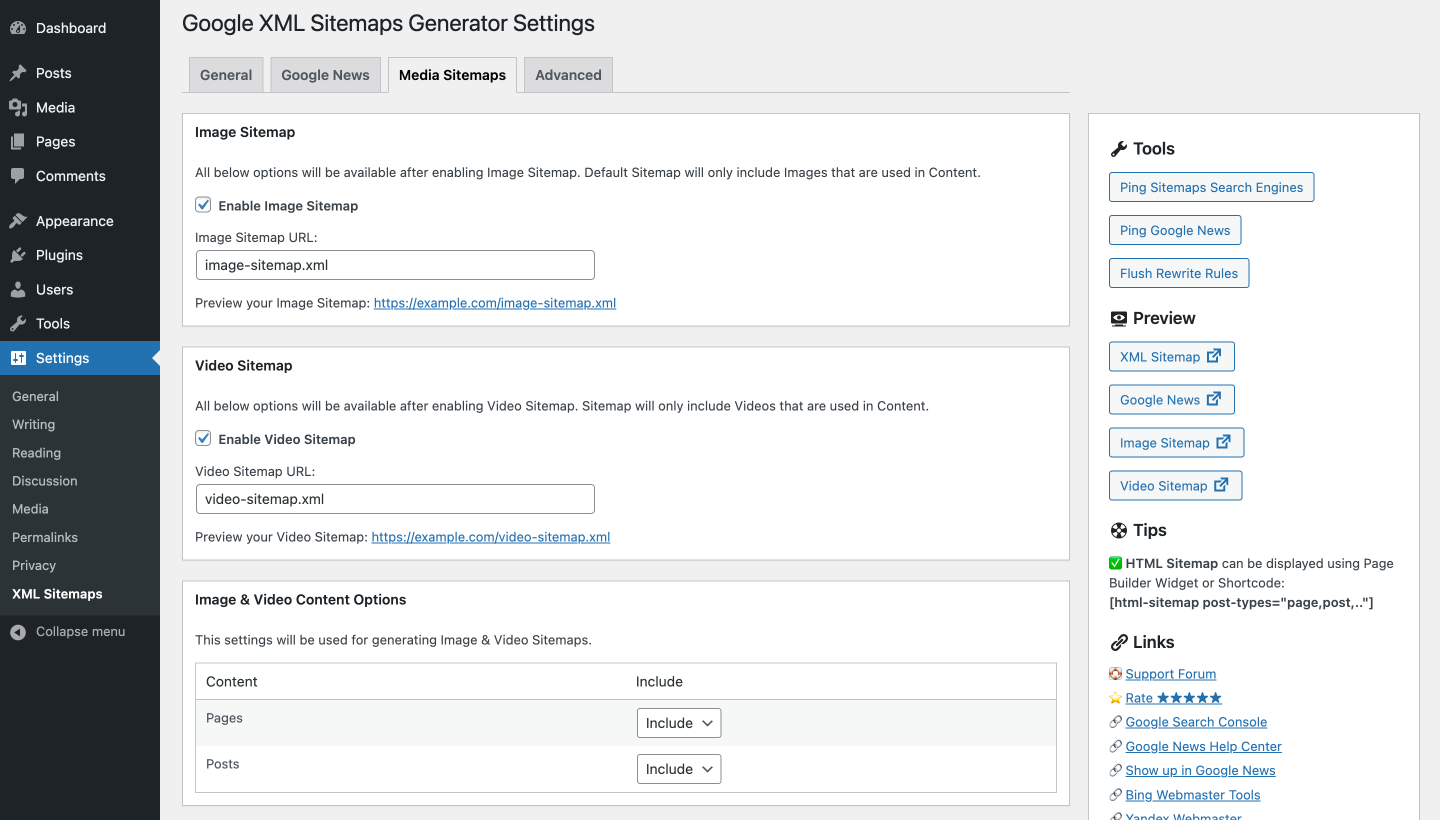 Dashboard
Posts
Media
Pages
Comments
Appearance
Plugins
Users
Tools
Settings
General
Writing
Reading
Discussion
Media
Permalinks
Privacy
XML Sitemaps
Collapse menu
Google XML Sitemaps Generator Settings
General Google News Media Sitemaps Advanced
Image Sitemap
All below options will be available after enabling Image Sitemap. Default Sitemap will only include Images that are used in Content.
Enable Image Sitemap
Image Sitemap URL:
image-sitemap.xml
Preview your Image Sitemap: https://example.com/image-sitemap.xml
Video Sitemap
All below options will be available after enabling Video Sitemap. Sitemap will only include Videos that are used in Content.
Enable Video Sitemap
Video Sitemap URL:
video-sitemap.xml
Preview your Video Sitemap: https://example.com/video-sitemap.xml
Image & Video Content Options
This settings will be used for generating Image & Video Sitemaps.
Content Include
Pages Include
Posts Include
Tools
Ping Sitemaps Search Engines
Ping Google News
Flush Rewrite Rules
Preview
XML Sitemap
Google News
Image Sitemap
Video Sitemap
Tips
✅ HTML Sitemap can be displayed using Page
Builder Widget or Shortcode:
[html-sitemap post-types="page,post,.."]
Links
Support Forum
Rate ★★★★★
Google Search Console
Google News Help Center
Show up in Google News
Bing Webmaster Tools
Yandex Webmaster